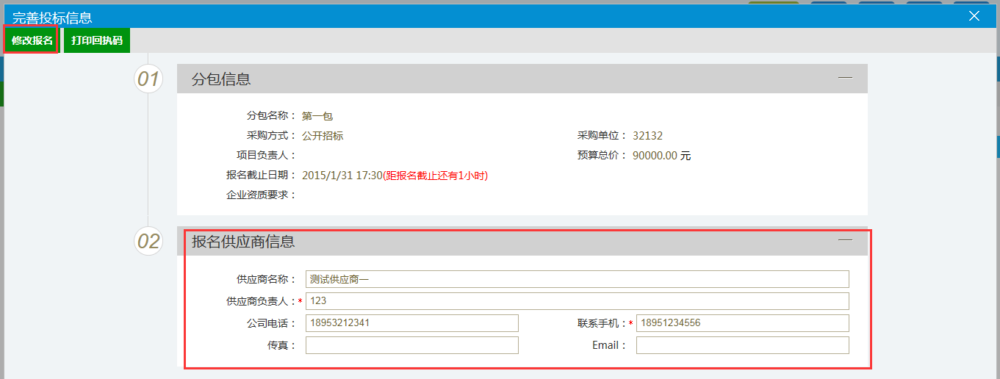 完善投标信息
修改报名 打印回执码
01 分包信息
分包名称： 第一包
采购方式： 公开招标 采购单位： 32132
项目负责人： 预算总价： 90000.00 元
报名截止日期： 2015/1/31 17:30(距报名截止还有1小时)
企业资质要求：
02 报名供应商信息
供应商名称： 测试供应商一
供应商负责人：* 123
公司电话： 18953212341 联系手机：* 18951234556
传真： Email：